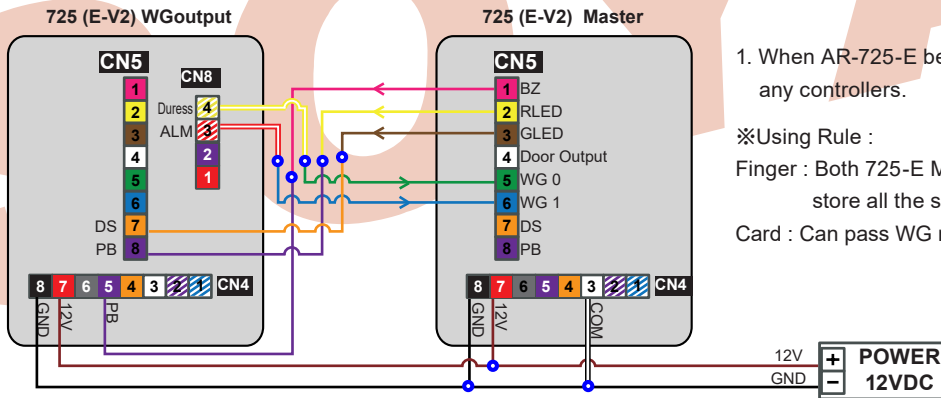 725 (E-V2) WGoutput
CN5
1
2
3
4
5
6
DS 7
PB 8
CN8
Duress 4
ALM 3
2
1
8 7 6 5 4 3 2 1 CN4
GND
12V
PB
725 (E-V2) Master
CN5
1 BZ
2 RLED
3 GLED
4 Door Output
5 WG 0
6 WG 1
7 DS
8 PB
8 7 6 5 4 3 2 1 CN4
GND
12V
COM
1. When AR-725-E be
any controllers.
※Using Rule :
Finger : Both 725-E M
store all the s
Card : Can pass WG
12V + POWER
GND − 12VDC